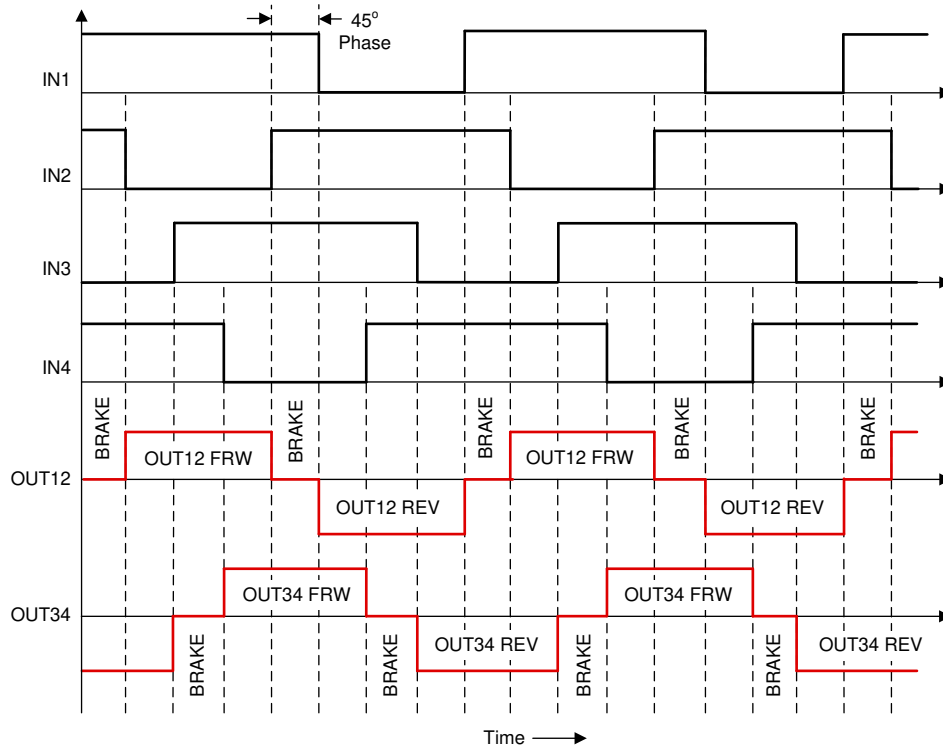 45°
Phase
IN1
IN2
IN3
IN4
BRAKE
BRAKE
BRAKE
BRAKE
BRAKE
OUT12 FRW
OUT12 FRW
OUT12
OUT12 REV
OUT12 REV
OUT34 FRW
OUT34 FRW
OUT34
OUT34 REV
OUT34 REV
BRAKE
BRAKE
BRAKE
BRAKE
Time